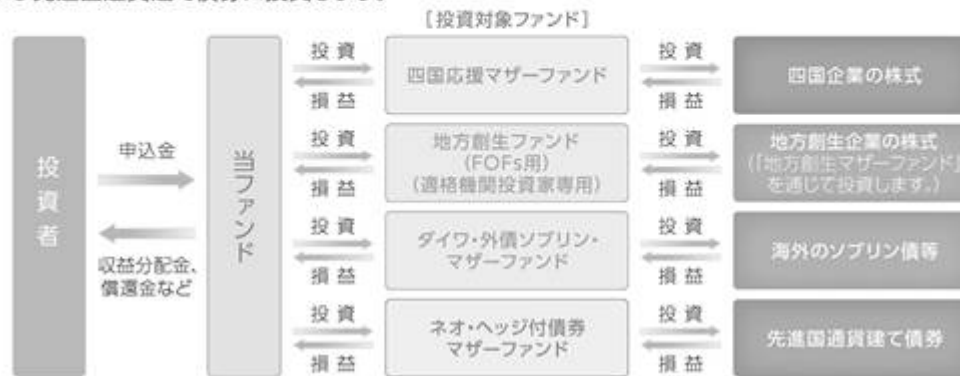 [投資対象ファンド]
投資者
申込金
収益分配金、
償還金など
当ファンド
投資
損益
四国応援マザーファンド
投資
損益
四国企業の株式
投資
損益
地方創生ファンド
(FOFs用)
(適格機関投資家専用)
投資
損益
地方創生企業の株式
(「地方創生マザーファンド」
を通じて投資します。)
投資
損益
ダイワ・外債ソブリン・
マザーファンド
投資
損益
海外のソブリン債等
投資
損益
ネオ・ヘッジ付債券
マザーファンド
投資
損益
先進国通貨建て債券